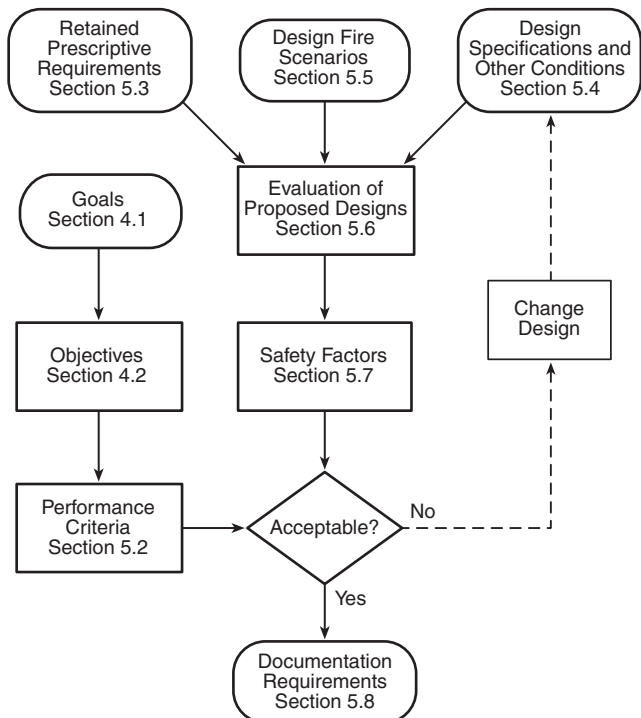 Retained
Prescriptive
Requirements
Section 5.3
Design Fire
Scenarios
Section 5.5
Design
Specifications and
Other Conditions
Section 5.4
Goals
Section 4.1
Evaluation of
Proposed Designs
Section 5.6
Change
Design
Objectives
Section 4.2
Safety Factors
Section 5.7
Performance
Criteria
Section 5.2
Acceptable?
No
Yes
Documentation
Requirements
Section 5.8